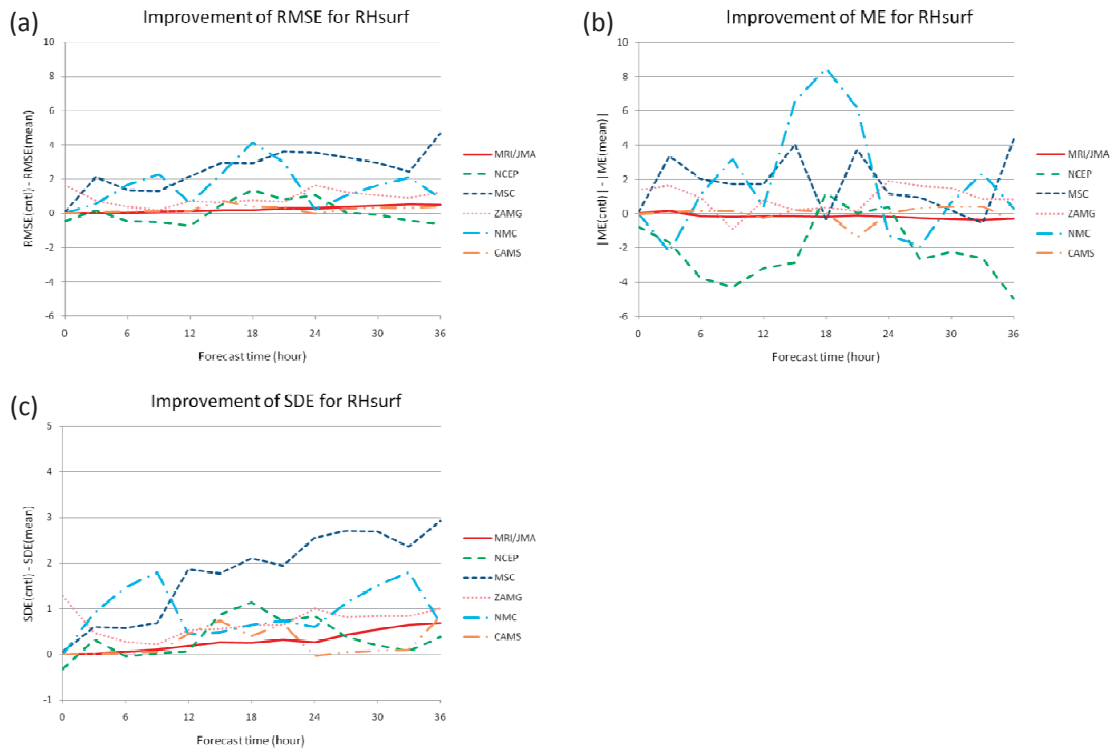 (a)
Improvement of RMSE for RHsurf
RMSE(cntl) - RMSE(mean)
10
8
6
4
2
0
-2
-4
-6
0 6 12 18 24 30 36
Forecast time (hour)
MRI/JMA
NCEP
MSC
ZAMG
NMC
CAMS
(b)
Improvement of ME for RHsurf
|ME(cntl)| - |ME(mean)|
10
8
6
4
2
0
-2
-4
-6
0 6 12 18 24 30 36
Forecast time (hour)
MRI/JMA
NCEP
MSC
ZAMG
NMC
CAMS
(c)
Improvement of SDE for RHsurf
SDE(cntl) - SDE(mean)
5
4
3
2
1
0
-1
0 6 12 18 24 30 36
Forecast time (hour)
MRI/JMA
NCEP
MSC
ZAMG
NMC
CAMS